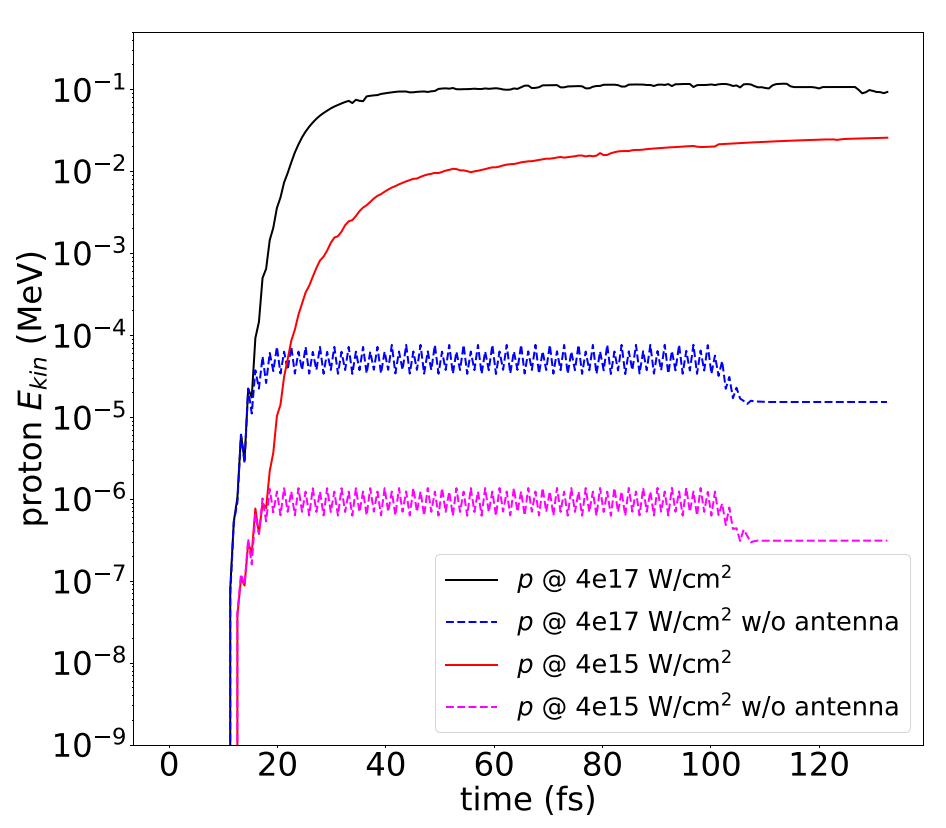 10⁻¹
10⁻²
10⁻³
10⁻⁴
10⁻⁵
10⁻⁶
10⁻⁷
10⁻⁸
10⁻⁹
proton E_kin (MeV)
p @ 4e17 W/cm²
p @ 4e17 W/cm² w/o antenna
p @ 4e15 W/cm²
p @ 4e15 W/cm² w/o antenna
0 20 40 60 80 100 120
time (fs)